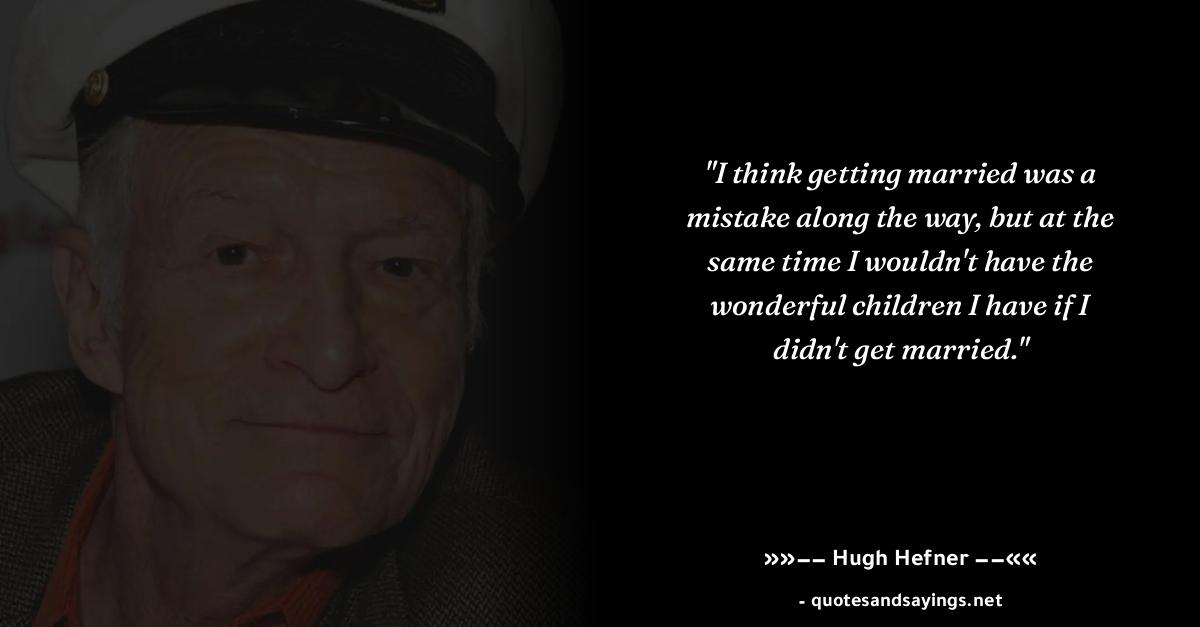 "I think getting married was a
mistake along the way, but at the
same time I wouldn't have the
wonderful children I have if I
didn't get married."
»»—— Hugh Hefner ——««
- quotesandsayings.net